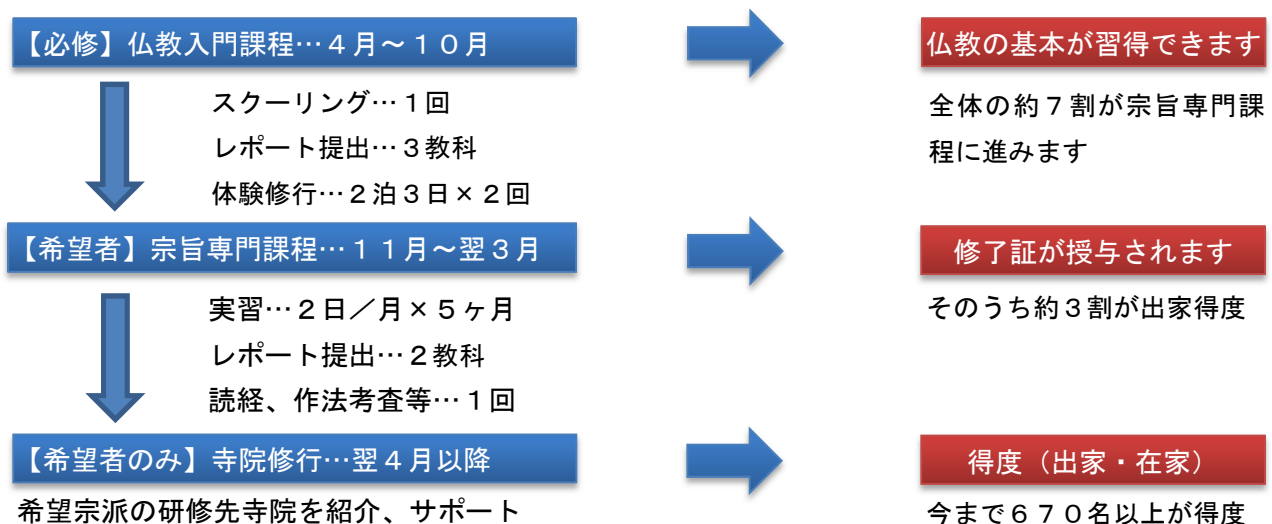 【必修】仏教入門課程…４月～１０月
仏教の基本が習得できます
スクーリング…１回
レポート提出…３教科
体験修行…２泊３日×２回
全体の約７割が宗旨専門課
程に進みます
【希望者】宗旨専門課程…１１月～翌３月
修了証が授与されます
実習…２日／月×５ヶ月
レポート提出…２教科
読経、作法考査等…１回
そのうち約３割が出家得度
【希望者のみ】寺院修行…翌４月以降
得度（出家・在家）
希望宗派の研修先寺院を紹介、サポート
今まで６７０名以上が得度